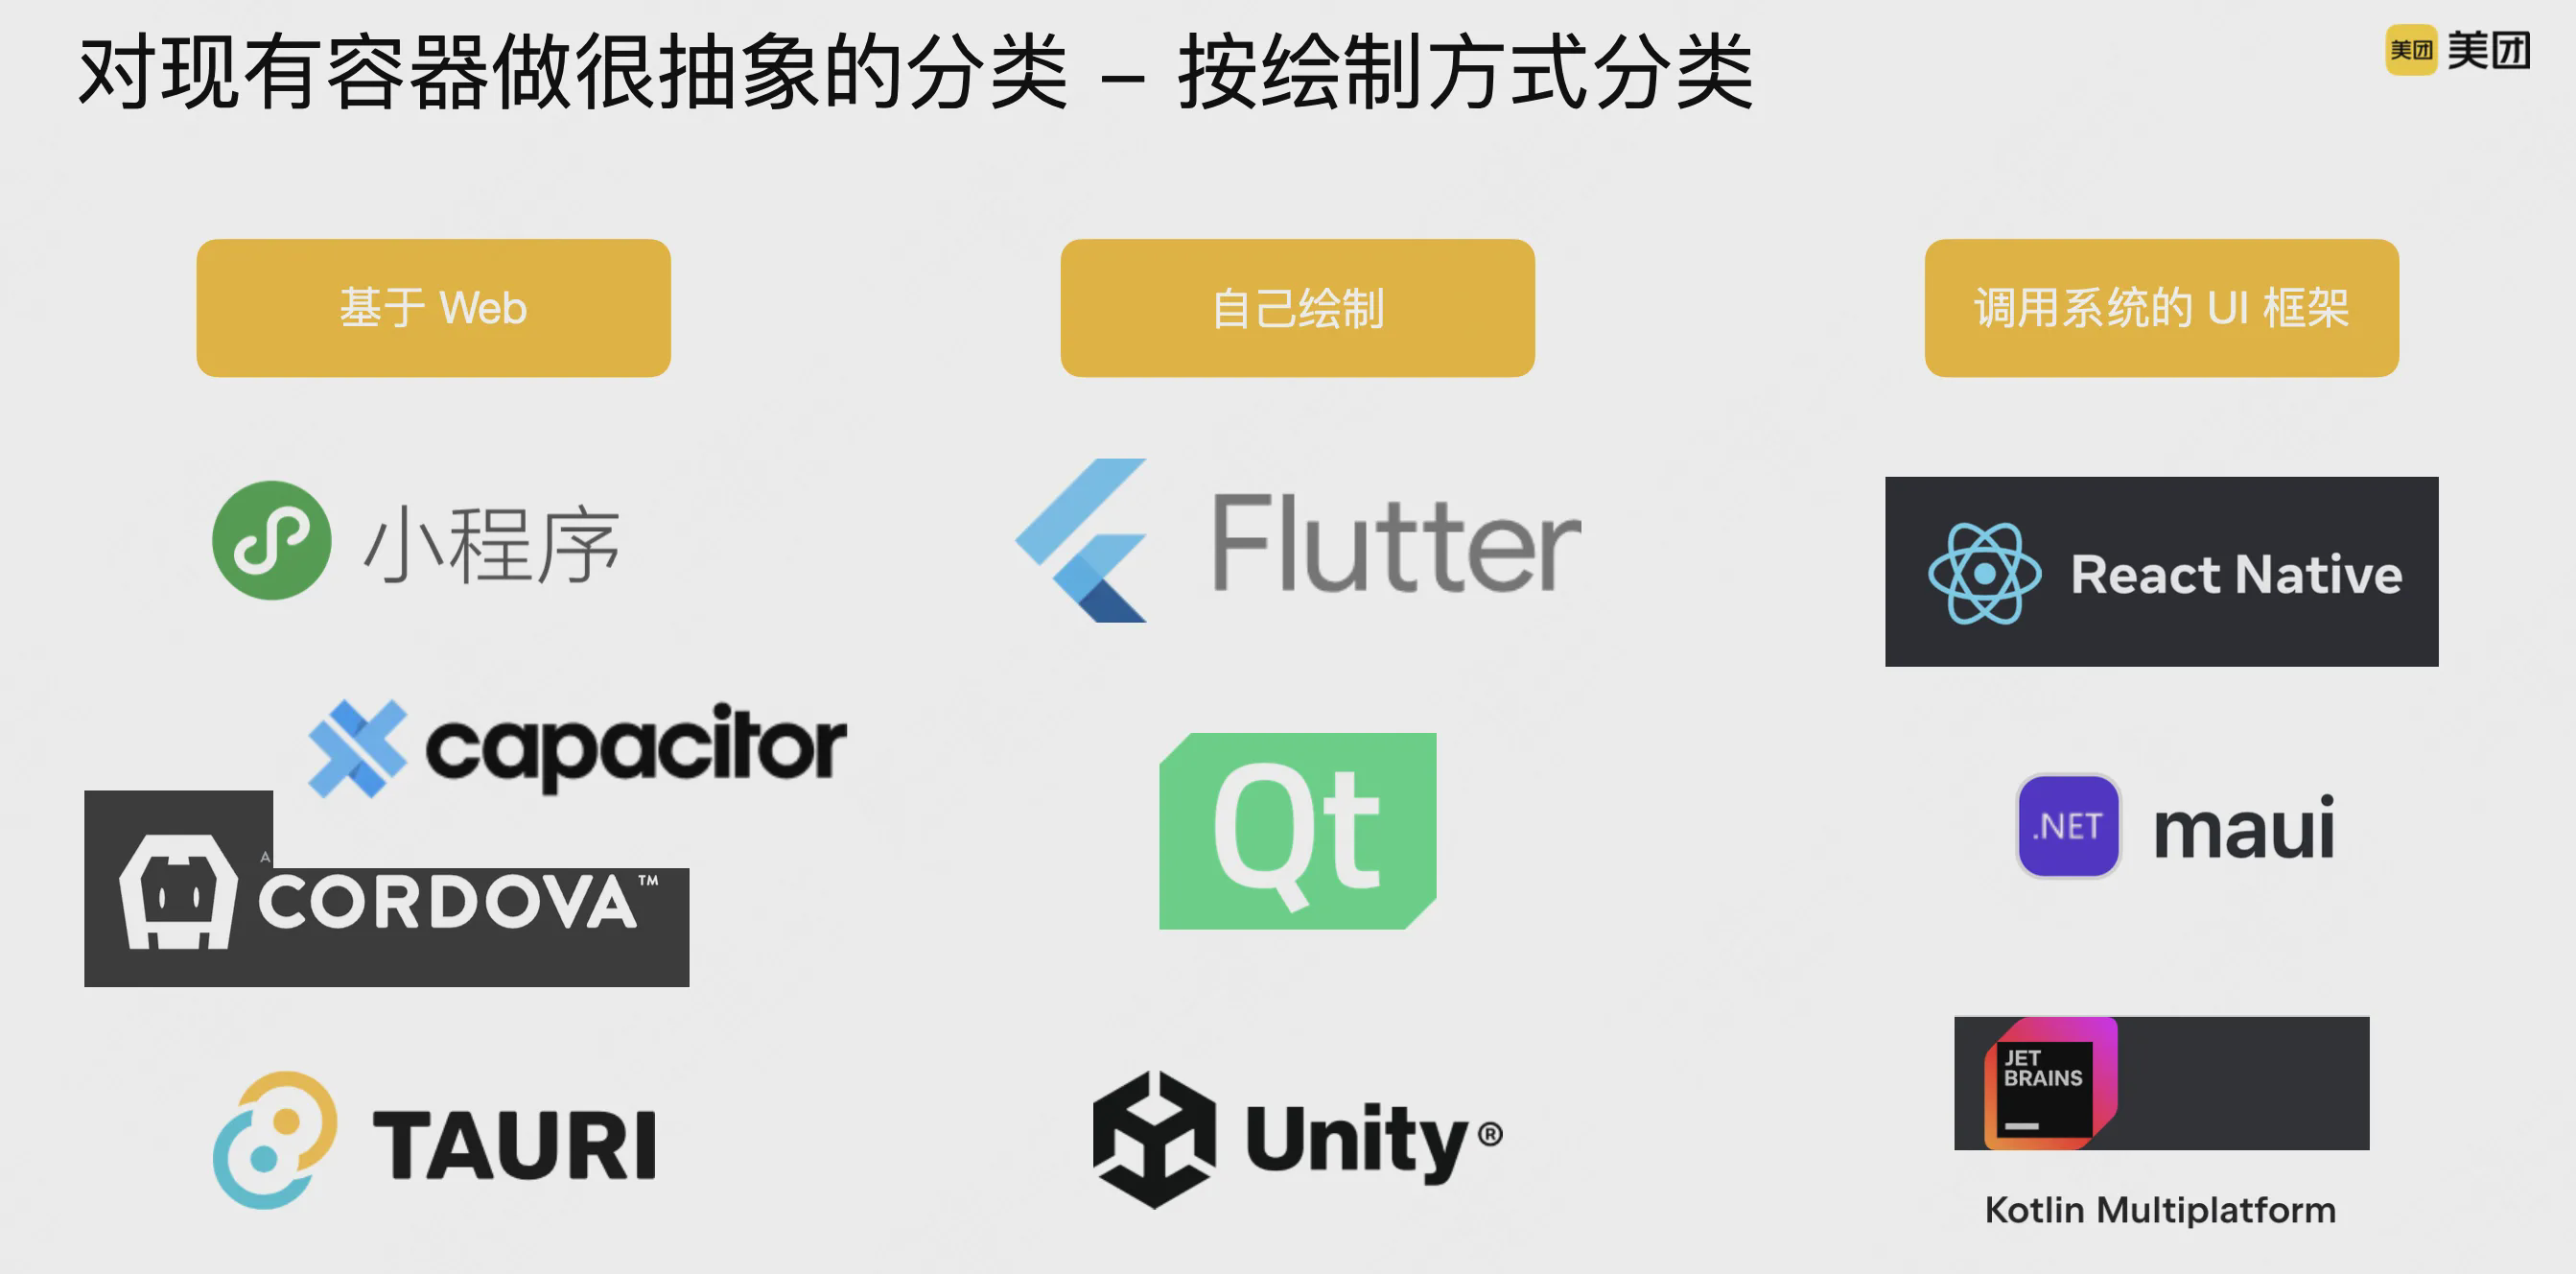 对现有容器做很抽象的分类 – 按绘制方式分类
美团 美团
基于 Web
小程序
capacitor
A
CORDOVA™
TAURI
自己绘制
Flutter
Qt
Unity®
调用系统的 UI 框架
React Native
.NET maui
JET
BRAINS
Kotlin Multiplatform